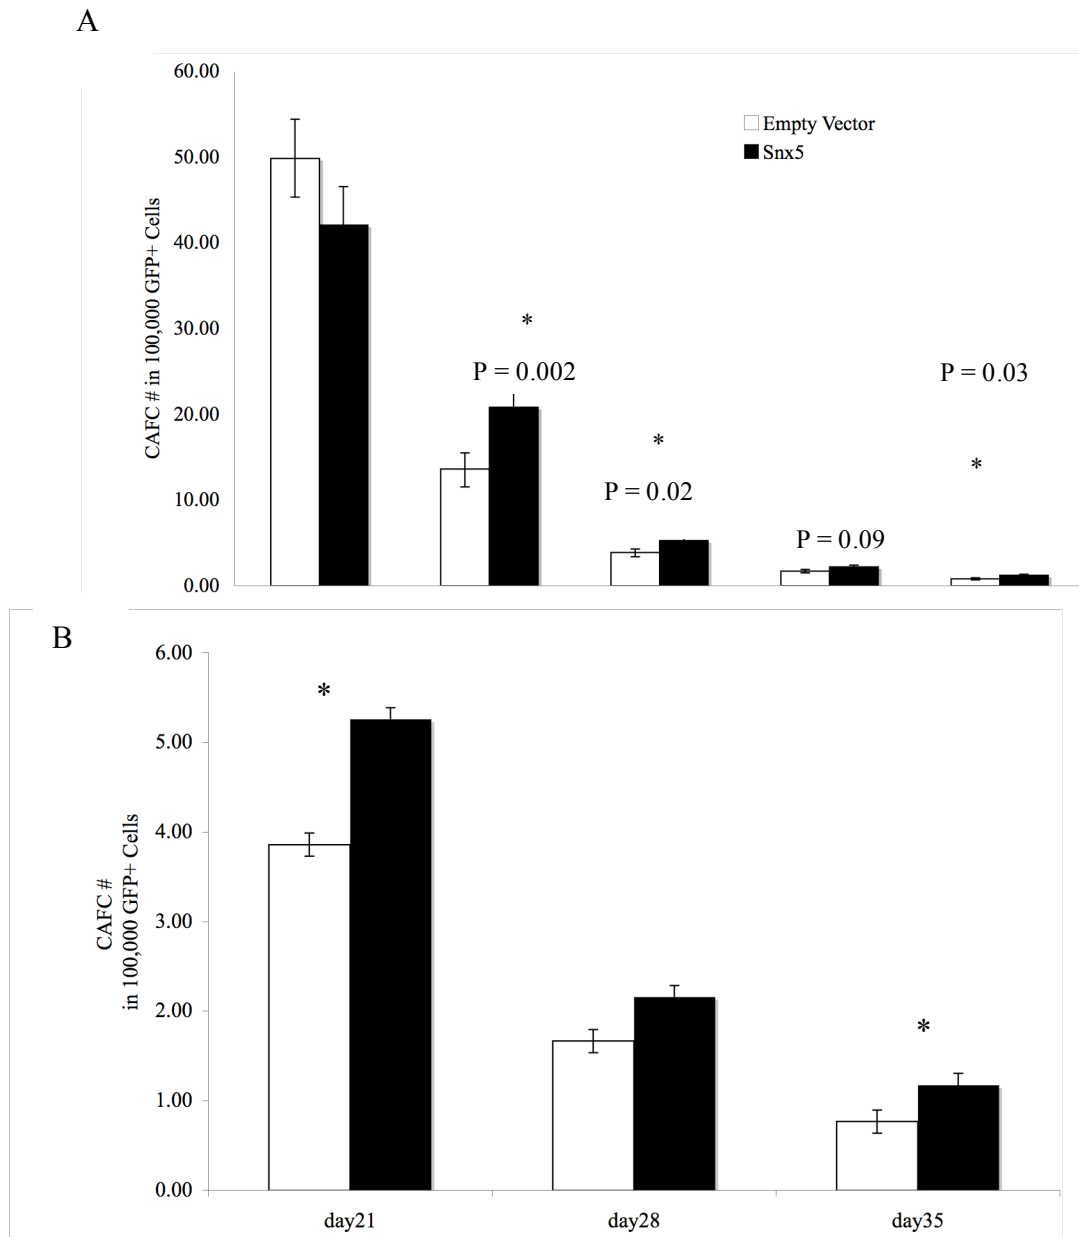 A
60.00
50.00
40.00
30.00
20.00
10.00
0.00
CAFC # in 100,000 GFP+ Cells
Empty Vector
Snx5
*
P = 0.002
*
P = 0.02
P = 0.09
P = 0.03
*
B
6.00
5.00
4.00
3.00
2.00
1.00
0.00
CAFC #
in 100,000 GFP+ Cells
*
*
day21
day28
day35